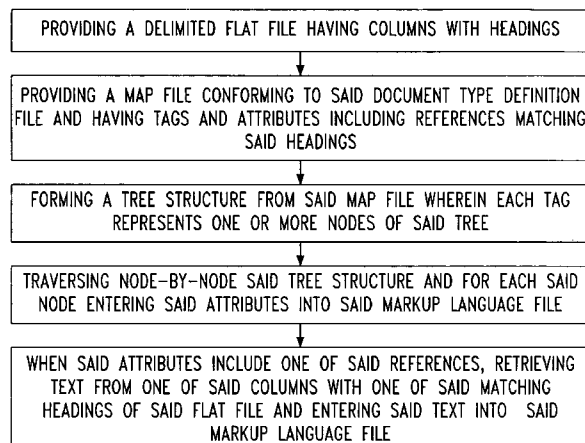 PROVIDING A DELIMITED FLAT FILE HAVING COLUMNS WITH HEADINGS
PROVIDING A MAP FILE CONFORMING TO SAID DOCUMENT TYPE DEFINITION
FILE AND HAVING TAGS AND ATTRIBUTES INCLUDING REFERENCES MATCHING
SAID HEADINGS
FORMING A TREE STRUCTURE FROM SAID MAP FILE WHEREIN EACH TAG
REPRESENTS ONE OR MORE NODES OF SAID TREE
TRAVERSING NODE-BY-NODE SAID TREE STRUCTURE AND FOR EACH SAID
NODE ENTERING SAID ATTRIBUTES INTO SAID MARKUP LANGUAGE FILE
WHEN SAID ATTRIBUTES INCLUDE ONE OF SAID REFERENCES, RETRIEVING
TEXT FROM ONE OF SAID COLUMNS WITH ONE OF SAID MATCHING
HEADINGS OF SAID FLAT FILE AND ENTERING SAID TEXT INTO SAID
MARKUP LANGUAGE FILE